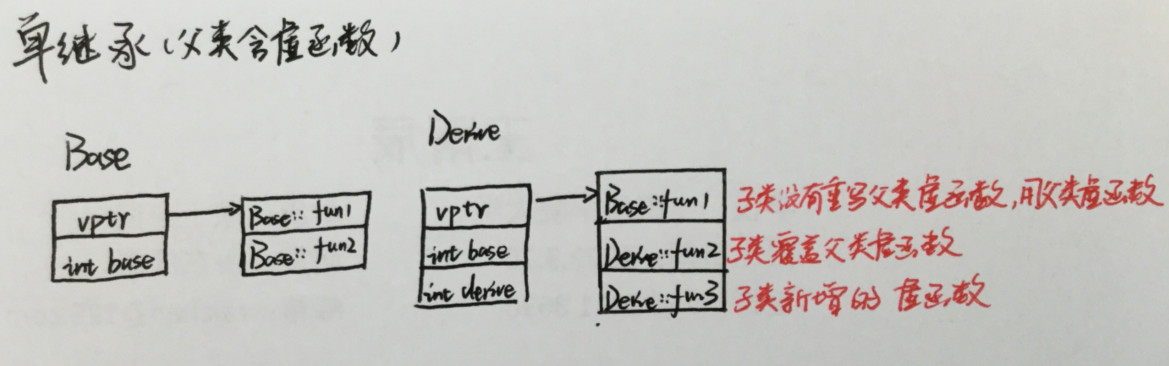 单继承(父类含虚函数)
Base
vptr
int base
Base::fun1
Base::fun2
Derive
vptr
int base
int derive
Base::fun1
Derive::fun2
Derive::fun3
子类没有重写父类虚函数,用父类虚函数
子类覆盖父类虚函数
子类新增的虚函数